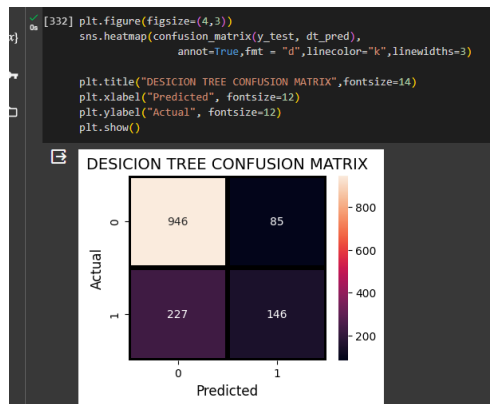 x}
0s
[332] plt.figure(figsize=(4,3))
sns.heatmap(confusion_matrix(y_test, dt_pred),
annot=True,fmt = "d",linecolor="k",linewidths=3)
plt.title("DESICION TREE CONFUSION MATRIX",fontsize=14)
plt.xlabel("Predicted", fontsize=12)
plt.ylabel("Actual", fontsize=12)
plt.show()
DESICION TREE CONFUSION MATRIX
Actual
0
946
85
1
227
146
0
1
Predicted
800
600
400
200